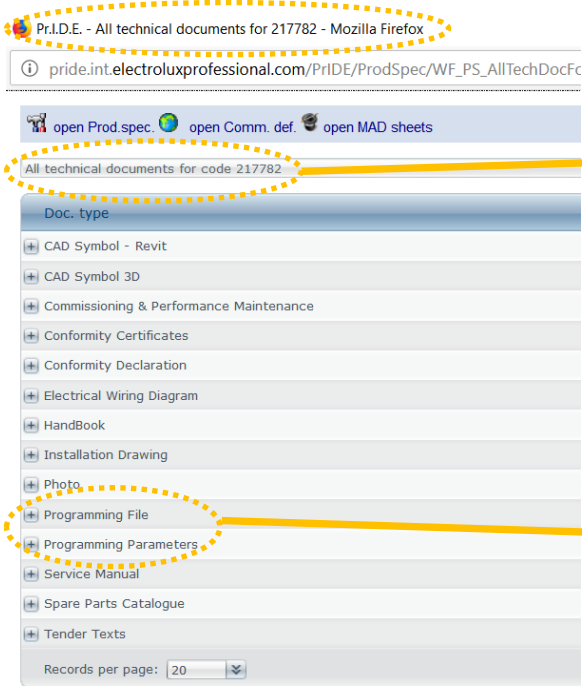 Pr.I.D.E. - All technical documents for 217782 - Mozilla Firefox
pride.int.electroluxprofessional.com/PrIDE/ProdSpec/WF_PS_AllTechDocFo
open Prod.spec. open Comm. def. open MAD sheets
All technical documents for code 217782
Doc. type
CAD Symbol - Revit
CAD Symbol 3D
Commissioning & Performance Maintenance
Conformity Certificates
Conformity Declaration
Electrical Wiring Diagram
HandBook
Installation Drawing
Photo
Programming File
Programming Parameters
Service Manual
Spare Parts Catalogue
Tender Texts
Records per page: 20